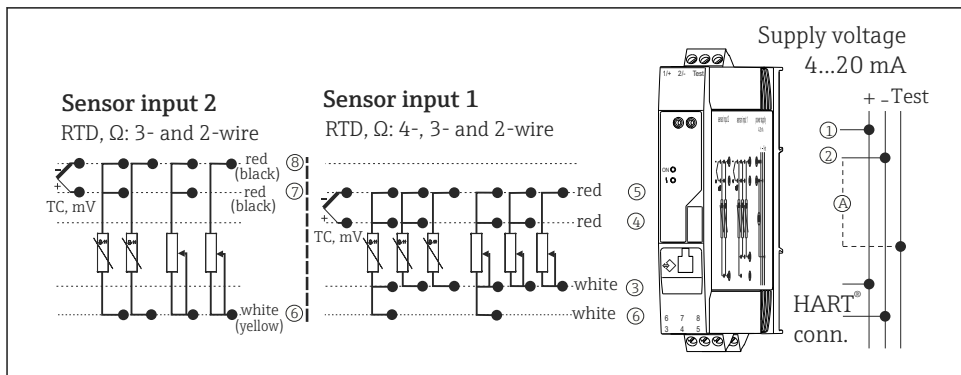 Supply voltage
4...20 mA
+ - Test
Sensor input 2
RTD, Ω: 3- and 2-wire
Sensor input 1
RTD, Ω: 4-, 3- and 2-wire
1/+ 2/- Test
ON
6 7 8
3 4 5
red
(black)
⑧
red
(black)
⑦
- +
TC, mV
white
(yellow)
⑥
- +
TC, mV
red ⑤
red ④
white ③
white ⑥
①
②
A
HART®
conn.